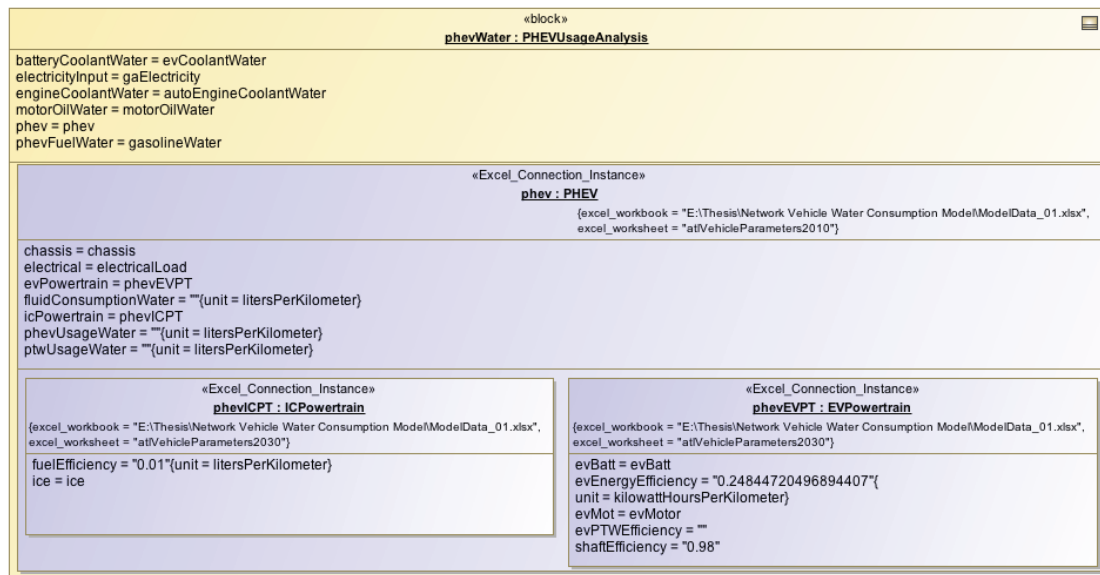 «block»
phevWater : PHEVUsageAnalysis
batteryCoolantWater = evCoolantWater
electricityInput = gaElectricity
engineCoolantWater = autoEngineCoolantWater
motorOilWater = motorOilWater
phev = phev
phevFuelWater = gasolineWater
«Excel_Connection_Instance»
phev : PHEV
{excel_workbook = "E:\Thesis\Network Vehicle Water Consumption Model\ModelData_01.xlsx",
excel_worksheet = "atlVehicleParameters2010"}
chassis = chassis
electrical = electricalLoad
evPowertrain = phevEVPT
fluidConsumptionWater = ""{unit = litersPerKilometer}
icPowertrain = phevICPT
phevUsageWater = ""{unit = litersPerKilometer}
ptwUsageWater = ""{unit = litersPerKilometer}
«Excel_Connection_Instance»
phevICPT : ICPowertrain
{excel_workbook = "E:\Thesis\Network Vehicle Water Consumption Model\ModelData_01.xlsx",
excel_worksheet = "atlVehicleParameters2030"}
fuelEfficiency = "0.01"{unit = litersPerKilometer}
ice = ice
«Excel_Connection_Instance»
phevEVPT : EVPowertrain
{excel_workbook = "E:\Thesis\Network Vehicle Water Consumption Model\ModelData_01.xlsx",
excel_worksheet = "atlVehicleParameters2030"}
evBatt = evBatt
evEnergyEfficiency = "0.24844720496894407"{
unit = kilowattHoursPerKilometer}
evMot = evMotor
evPTWEfficiency = ""
shaftEfficiency = "0.98"